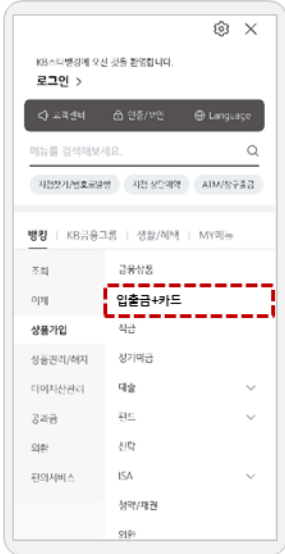 KB스타뱅킹에 오신 것을 환영합니다.
로그인 >
고객센터 인증/보안 Language
메뉴를 검색해보세요.
지점찾기/번호표발행 지점 상담예약 ATM/창구출금
뱅킹 | KB금융그룹 | 생활/혜택 | MY메뉴
조회 금융상품
이체 입출금+카드
상품가입 적금
상품관리/해지 정기예금
마이자산관리 대출
공과금 펀드
외환 신탁
편의서비스 ISA
청약/채권
외환